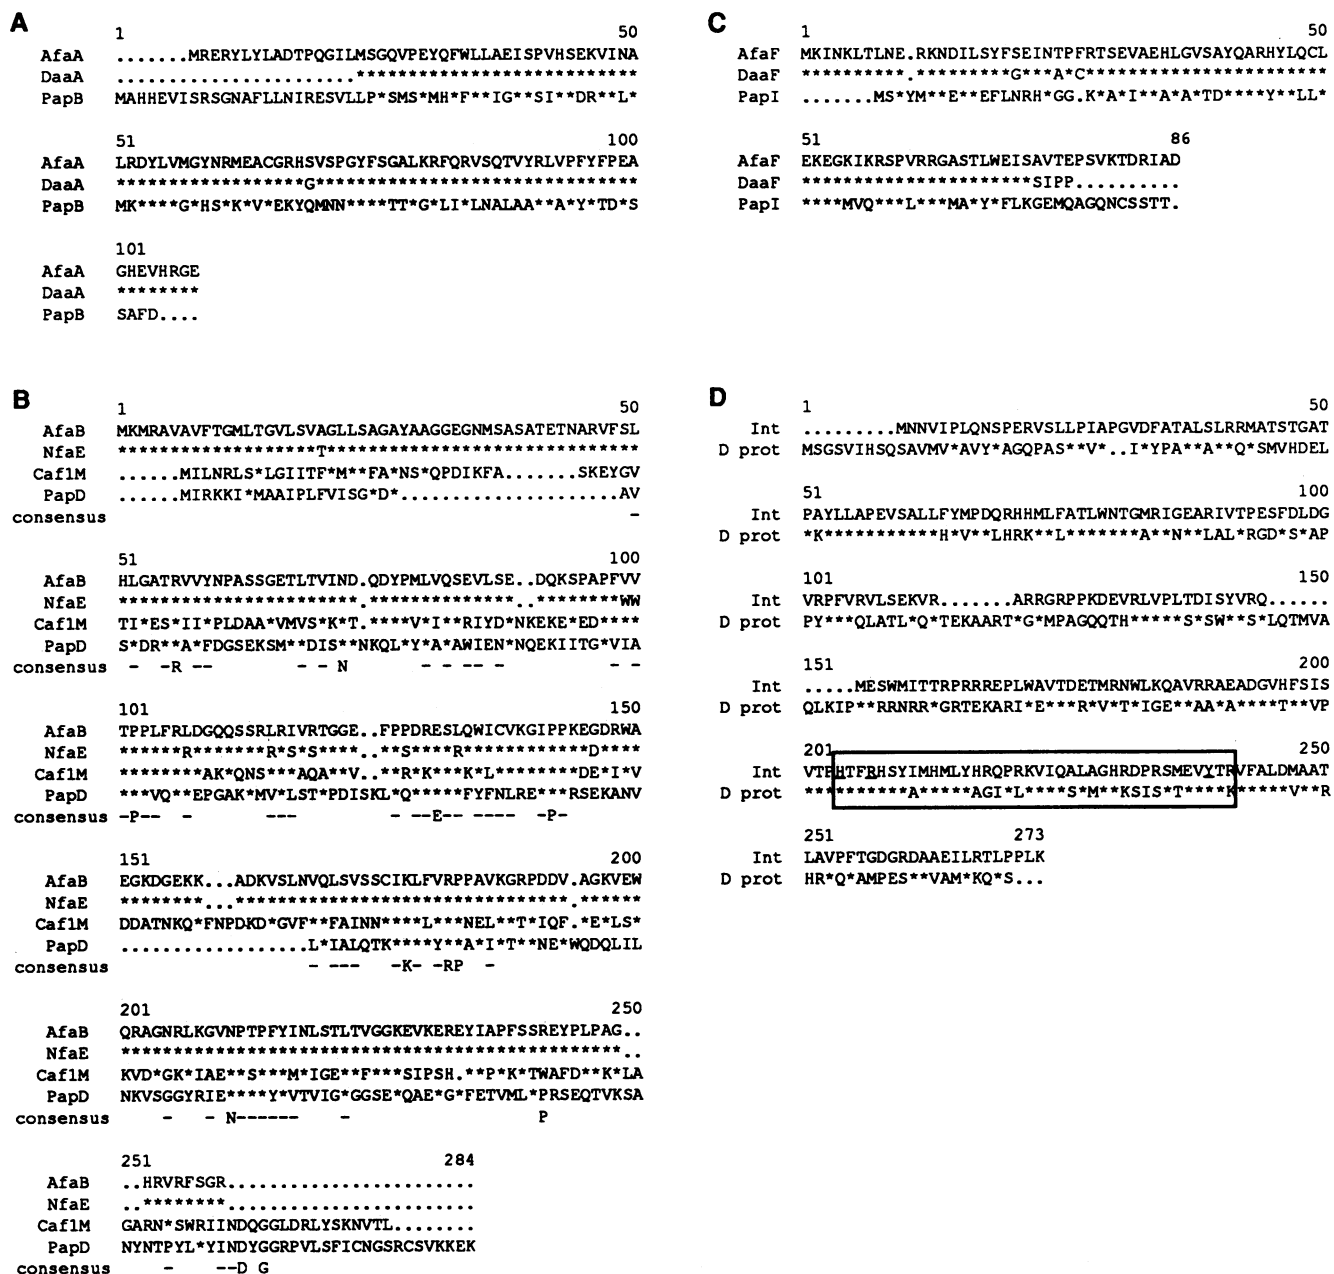 A
1 50
AfaA .......MRERYLYLADTPQGILMSGQVPEYQFWLLAEISPVHSEKVINA
DaaA .......................***************************
PapB MAHHEVISRSGNAFLLNIRESVLLP*SMS*MH*F**IG**SI**DR**L*
51 100
AfaA LRDYLVMGYNRMEACGRHSVSPGYFSGALKRFQRVSQTVYRLVPFYFPEA
DaaA ******************G*******************************
PapB MK****G*HS*K*V*EKYQMNN****TT*G*LI*LNALAA**A*Y*TD*S
101
AfaA GHEVHRGE
DaaA ********
PapB SAFD....
B
1 50
AfaB MKMRAVAVFTGMLTGVLSVAGLLSAGAYAAGGEGNMSASATETNARVFSL
NfaE *******************T******************************
Caf1M ......MILNRLS*LGIITF*M**FA*NS*QPDIKFA.......SKEYGV
PapD ......MIRKKI*MAAIPLFVISG*D*.....................AV
consensus -
51 100
AfaB HLGATRVVYNPASSGETLTVIND.QDYPMLVQSEVLSE..DQKSPAPFVV
NfaE ***********************.**************..********WW
Caf1M TI*ES*II*PLDAA*VMVS*K*T.****V*I**RIYD*NKEKE*ED****
PapD S*DR**A*FDGSEKSM**DIS**NKQL*Y*A*AWIEN*NQEKIITG*VIA
consensus - -R -- - - N - - -- - - -
101 150
AfaB TPPLFRLDGQQSSRLRIVRTGGE..FPPDRESLQWICVKGIPPKEGDRWA
NfaE ******R*******R*S*S****..**S****R************D****
Caf1M ********AK*QNS***AQA**V..**R*K***K*L********DE*I*V
PapD ***VQ**EPGAK*MV*LST*PDISKL*Q*****FYFNLRE***RSEKANV
consensus -P-- - --- - --E-- ---- -P-
151 200
AfaB EGKDGEKK...ADKVSLNVQLSVSSCIKLFVRPPAVKGRPDDV.AGKVEW
NfaE ********...********************************.******
Caf1M DDATNKQ*FNPDKD*GVF**FAINN****L***NEL**T*IQF.*E*LS*
PapD ..................L*IALQTK****Y**A*I*T**NE*WQDQLIL
consensus - --- -K- -RP -
201 250
AfaB QRAGNRLKGVNPTPFYINLSTLTVGGKEVKEREYIAPFSSREYPLPAG..
NfaE ************************************************..
Caf1M KVD*GK*IAE**S***M*IGE**F***SIPSH.**P*K*TWAFD**K*LA
PapD NKVSGGYRIE****Y*VTVIG*GGSE*QAE*G*FETVML*PRSEQTVKSA
consensus - - N------ - P
251 284
AfaB ..HRVRFSGR........................
NfaE ..********........................
Caf1M GARN*SWRIINDQGGLDRLYSKNVTL........
PapD NYNTPYL*YINDYGGRPVLSFICNGSRCSVKKEK
consensus - --D G
C
1 50
AfaF MKINKLTLNE.RKNDILSYFSEINTPFRTSEVAEHLGVSAYQARHYLQCL
DaaF **********.*********G***A*C***********************
PapI .......MS*YM**E**EFLNRH*GG.K*A*I**A*A*TD****Y**LL*
51 86
AfaF EKEGKIKRSPVRRGASTLWEISAVTEPSVKTDRIAD
DaaF **********************SIPP..........
PapI ****MVQ***L***MA*Y*FLKGEMQAGQNCSSTT.
D
1 50
Int .........MNNVIPLQNSPERVSLLPIAPGVDFATALSLRRMATSTGAT
D prot MSGSVIHSQSAVMV*AVY*AGQPAS**V*..I*YPA**A**Q*SMVHDEL
51 100
Int PAYLLAPEVSALLFYMPDQRHHMLFATLWNTGMRIGEARIVTPESFDLDG
D prot *K***********H*V**LHRK**L*******A**N**LAL*RGD*S*AP
101 150
Int VRPFVRVLSEKVR.......ARRGRPPKDEVRLVPLTDISYVRQ......
D prot PY***QLATL*Q*TEKAART*G*MPAGQQTH*****S*SW**S*LQTMVA
151 200
Int .....MESWMITTRPRRREPLWAVTDETMRNWLKQAVRRAEADGVHFSIS
D prot QLKIP**RRNRR*GRTEKARI*E***R*V*T*IGE**AA*A****T**VP
201 250
Int VTPHTFRHSYIMHMLYHRQPRKVIQALAGHRDPRSMEVYTRVFALDMAAT
D prot **********A*****AGI*L****S*M**KSIS*T****K*****V**R
251 273
Int LAVPFTGDGRDAAEILRTLPPLK
D prot HR*Q*AMPES**VAM*KQ*S...